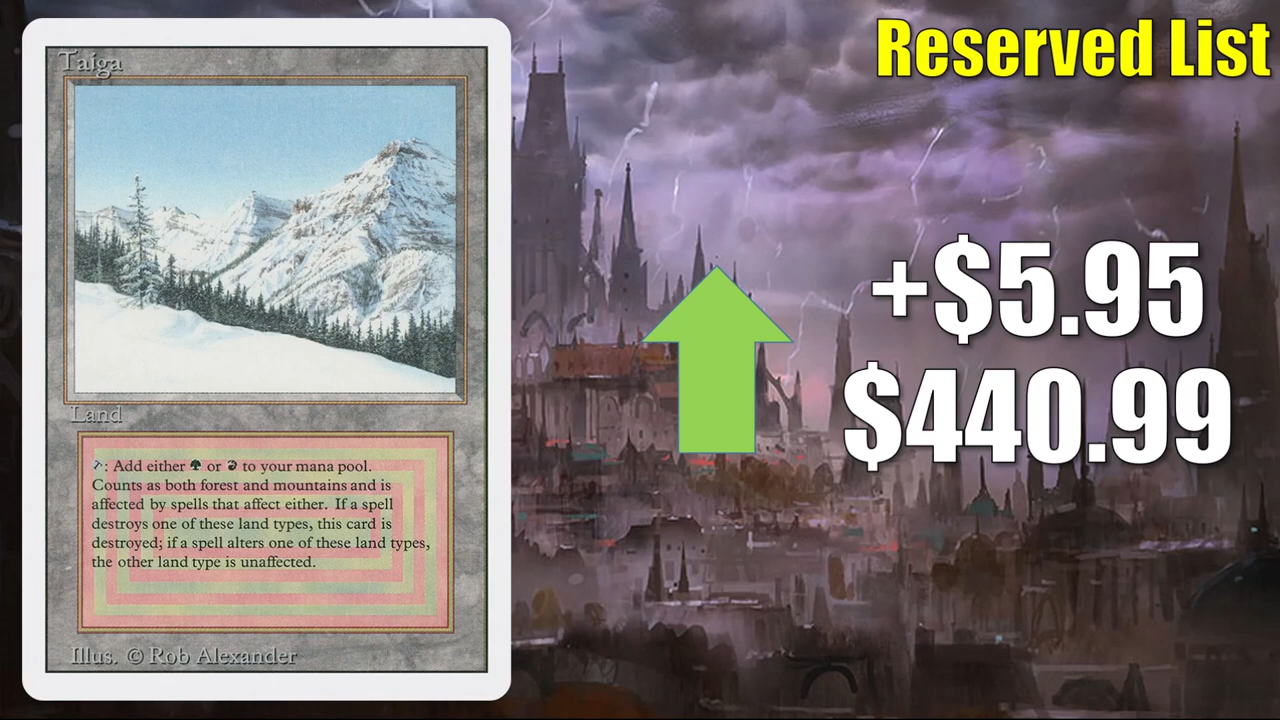 Taiga
Reserved List
+$5.95
$440.99
Land
: Add either or to your mana pool.
Counts as both forest and mountains and is
affected by spells that affect either. If a spell
destroys one of these land types, this card is
destroyed; if a spell alters one of these land types,
the other land type is unaffected.
Illus. © Rob Alexander